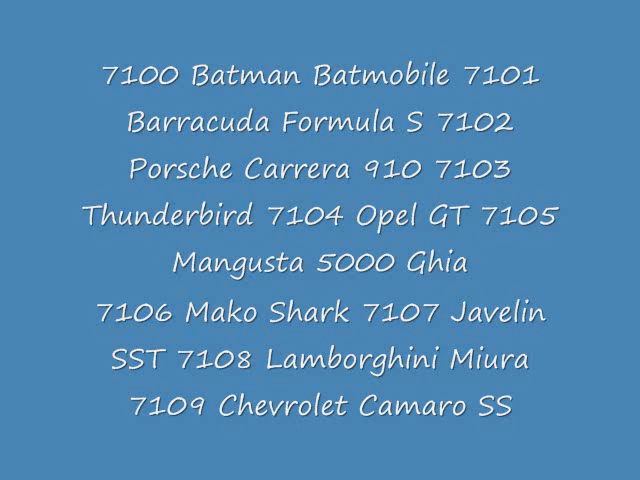 7100 Batman Batmobile 7101
Barracuda Formula S 7102
Porsche Carrera 910 7103
Thunderbird 7104 Opel GT 7105
Mangusta 5000 Ghia
7106 Mako Shark 7107 Javelin
SST 7108 Lamborghini Miura
7109 Chevrolet Camaro SS